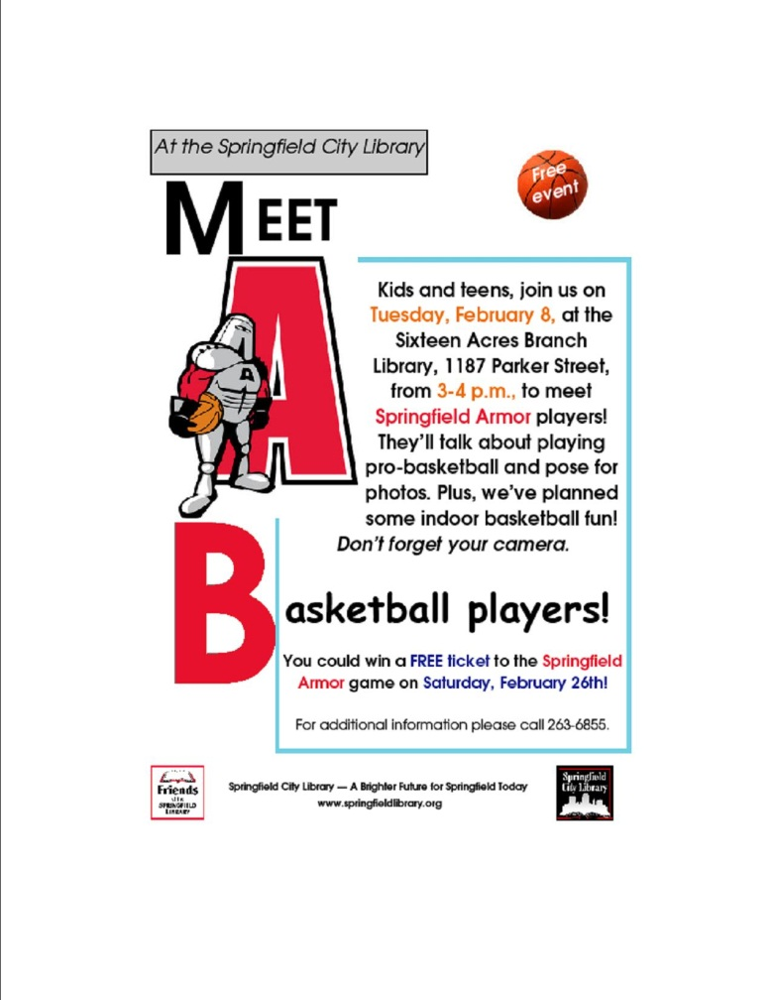 At the Springfield City Library
Free
event
MEET
A
Kids and teens, join us on
Tuesday, February 8, at the
Sixteen Acres Branch
Library, 1187 Parker Street,
from 3-4 p.m., to meet
Springfield Armor players!
They'll talk about playing
pro-basketball and pose for
photos. Plus, we've planned
some indoor basketball fun!
Don't forget your camera.
Basketball players!
You could win a FREE ticket to the Springfield
Armor game on Saturday, February 26th!
For additional information please call 263-6855.
Friends
of the
SPRINGFIELD
LIBRARY
Springfield City Library — A Brighter Future for Springfield Today
www.springfieldlibrary.org
Springfield
City Library